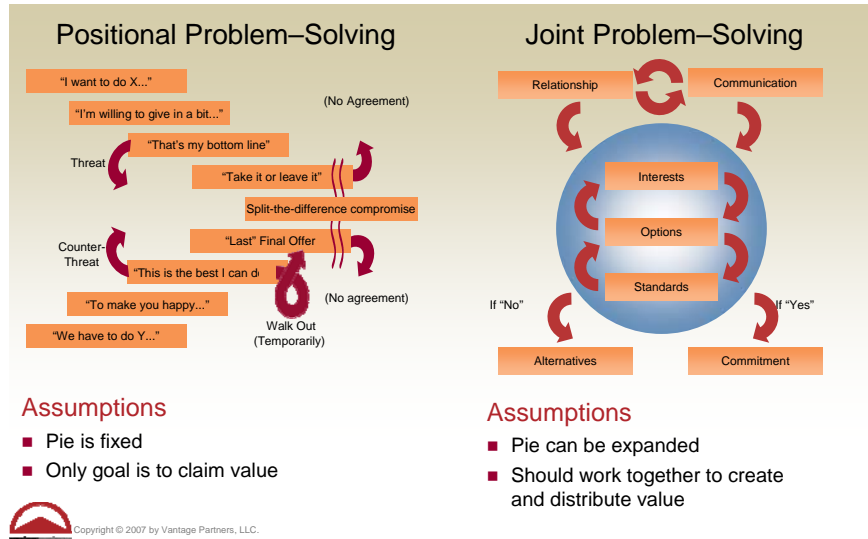 Positional Problem–Solving
"I want to do X..."
"I'm willing to give in a bit..."
(No Agreement)
"That's my bottom line"
Threat
"Take it or leave it"
Split-the-difference compromise
"Last" Final Offer
Counter-
Threat
"This is the best I can d
(No agreement)
"To make you happy..."
Walk Out
(Temporarily)
"We have to do Y..."
Assumptions
Pie is fixed
Only goal is to claim value
Joint Problem–Solving
Relationship
Communication
Interests
Options
Standards
If "No"
If "Yes"
Alternatives
Commitment
Assumptions
Pie can be expanded
Should work together to create
and distribute value
Copyright © 2007 by Vantage Partners, LLC.